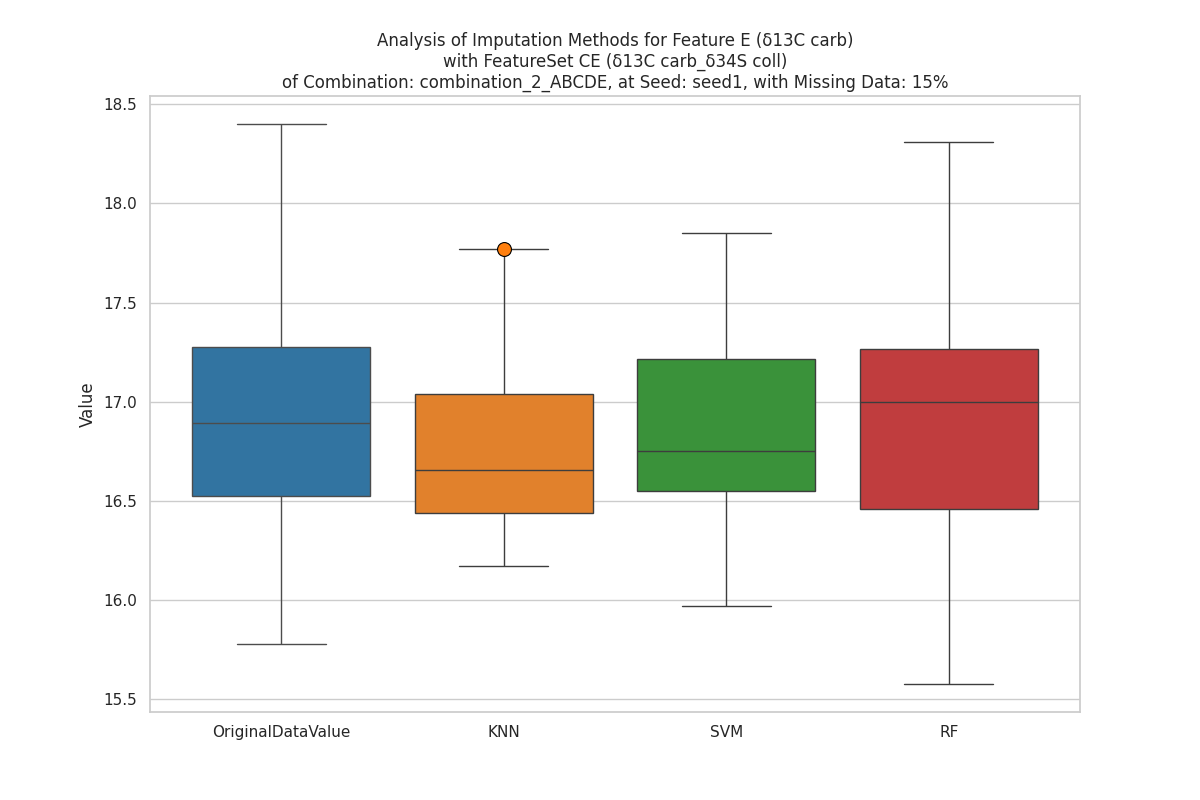 Analysis of Imputation Methods for Feature E (δ13C carb)
with FeatureSet CE (δ13C carb_δ34S coll)
of Combination: combination_2_ABCDE, at Seed: seed1, with Missing Data: 15%
18.5
18.0
17.5
17.0
16.5
16.0
15.5
Value
OriginalDataValue KNN SVM RF